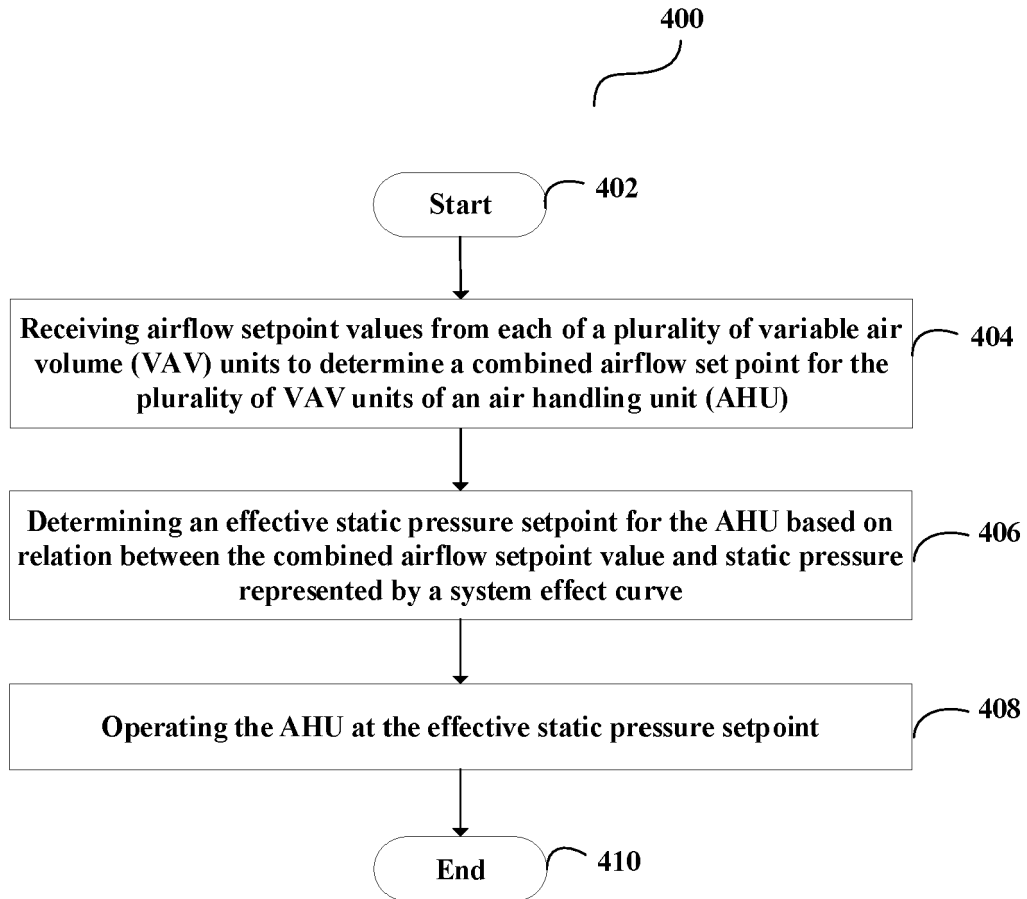 400
Start
402
Receiving airflow setpoint values from each of a plurality of variable air
volume (VAV) units to determine a combined airflow set point for the
plurality of VAV units of an air handling unit (AHU)
404
Determining an effective static pressure setpoint for the AHU based on
relation between the combined airflow setpoint value and static pressure
represented by a system effect curve
406
Operating the AHU at the effective static pressure setpoint
408
End
410